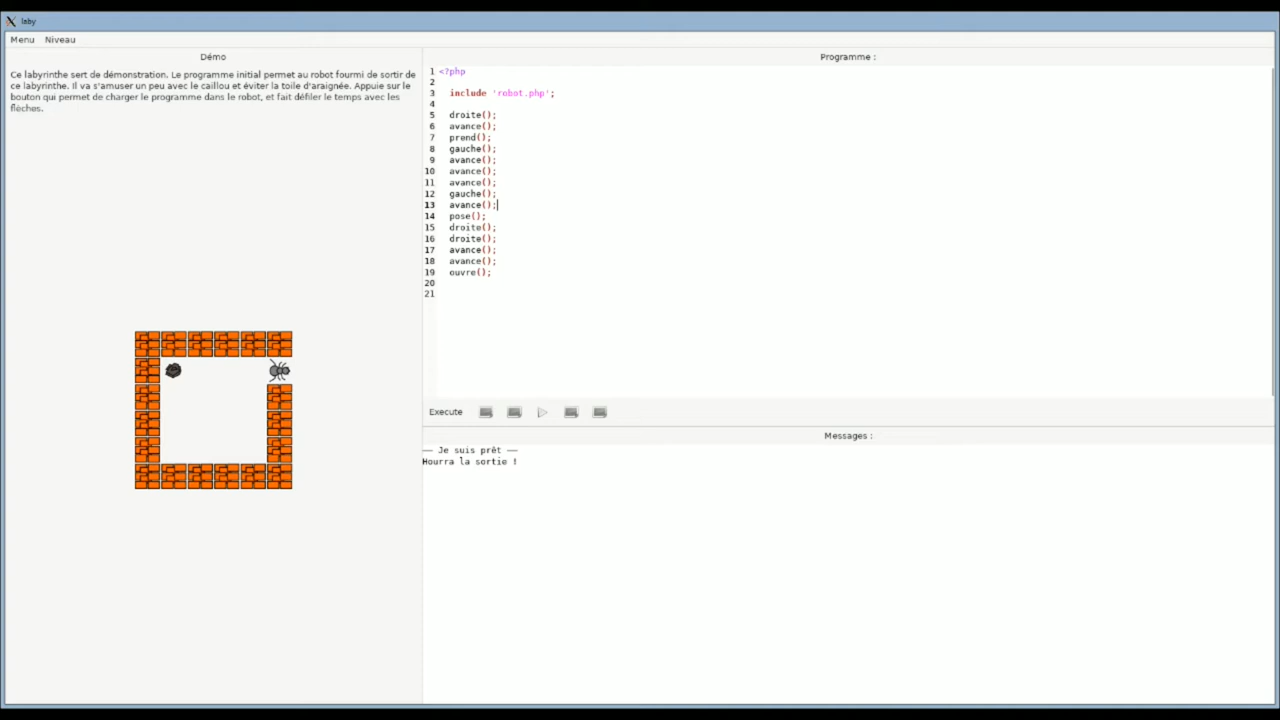 laby
Menu Niveau
Démo
Ce labyrinthe sert de démonstration. Le programme initial permet au robot fourmi de sortir de
ce labyrinthe. Il va s'amuser un peu avec le caillou et éviter la toile d'araignée. Appuie sur le
bouton qui permet de charger le programme dans le robot, et fait défiler le temps avec les
flèches.
Programme :
1 <?php
2
3 include 'robot.php';
4
5 droite();
6 avance();
7 prend();
8 gauche();
9 avance();
10 avance();
11 avance();
12 gauche();
13 avance();
14 pose();
15 droite();
16 droite();
17 avance();
18 avance();
19 ouvre();
20
21
Execute
Messages :
—— Je suis prêt ——
Hourra la sortie !